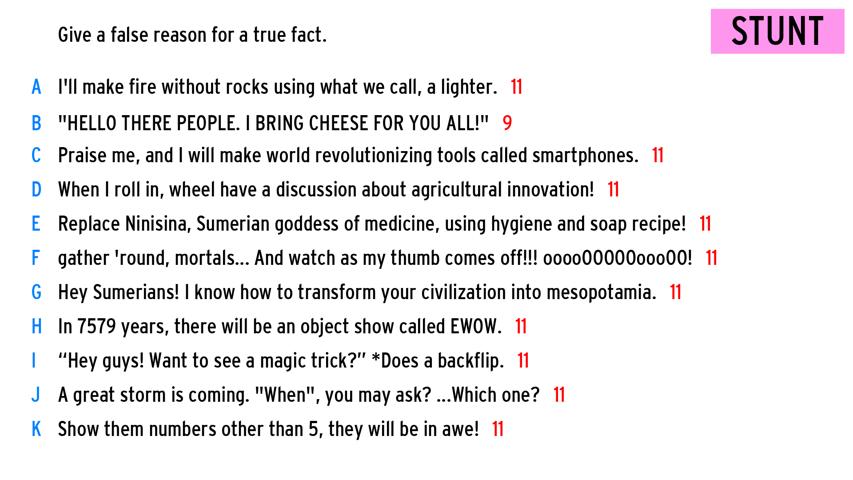 Give a false reason for a true fact.
STUNT
A I'll make fire without rocks using what we call, a lighter. 11
B "HELLO THERE PEOPLE. I BRING CHEESE FOR YOU ALL!" 9
C Praise me, and I will make world revolutionizing tools called smartphones. 11
D When I roll in, wheel have a discussion about agricultural innovation! 11
E Replace Ninisina, Sumerian goddess of medicine, using hygiene and soap recipe! 11
F gather 'round, mortals... And watch as my thumb comes off!!! oooo00000ooo00! 11
G Hey Sumerians! I know how to transform your civilization into mesopotamia. 11
H In 7579 years, there will be an object show called EWOW. 11
I “Hey guys! Want to see a magic trick?” *Does a backflip. 11
J A great storm is coming. "When", you may ask? ...Which one? 11
K Show them numbers other than 5, they will be in awe! 11